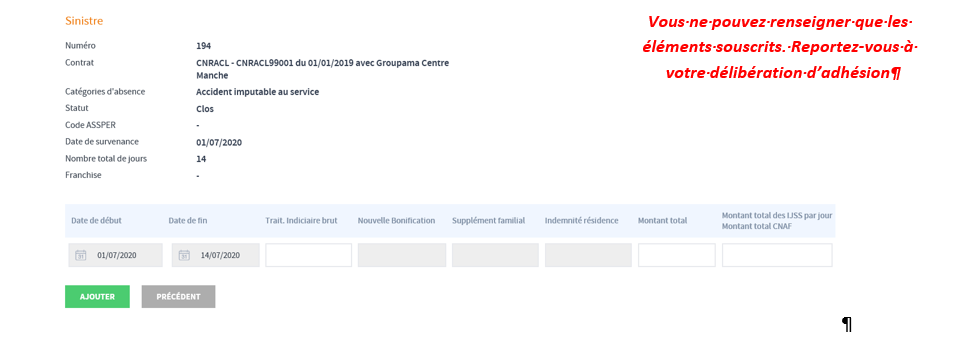 Sinistre
Vous·ne·pouvez·renseigner·que·les·
éléments·souscrits.·Reportez-vous·à·
votre·délibération·d’adhésion¶
Numéro 194
Contrat CNRACL - CNRACL99001 du 01/01/2019 avec Groupama Centre
Manche
Catégories d'absence Accident imputable au service
Statut Clos
Code ASSPER -
Date de survenance 01/07/2020
Nombre total de jours 14
Franchise -
Date de début Date de fin Trait. Indiciaire brut Nouvelle Bonification Supplément familial Indemnité résidence Montant total Montant total des IJSS par jour
Montant total CNAF
31 01/07/2020 31 14/07/2020
AJOUTER PRÉCÉDENT
¶